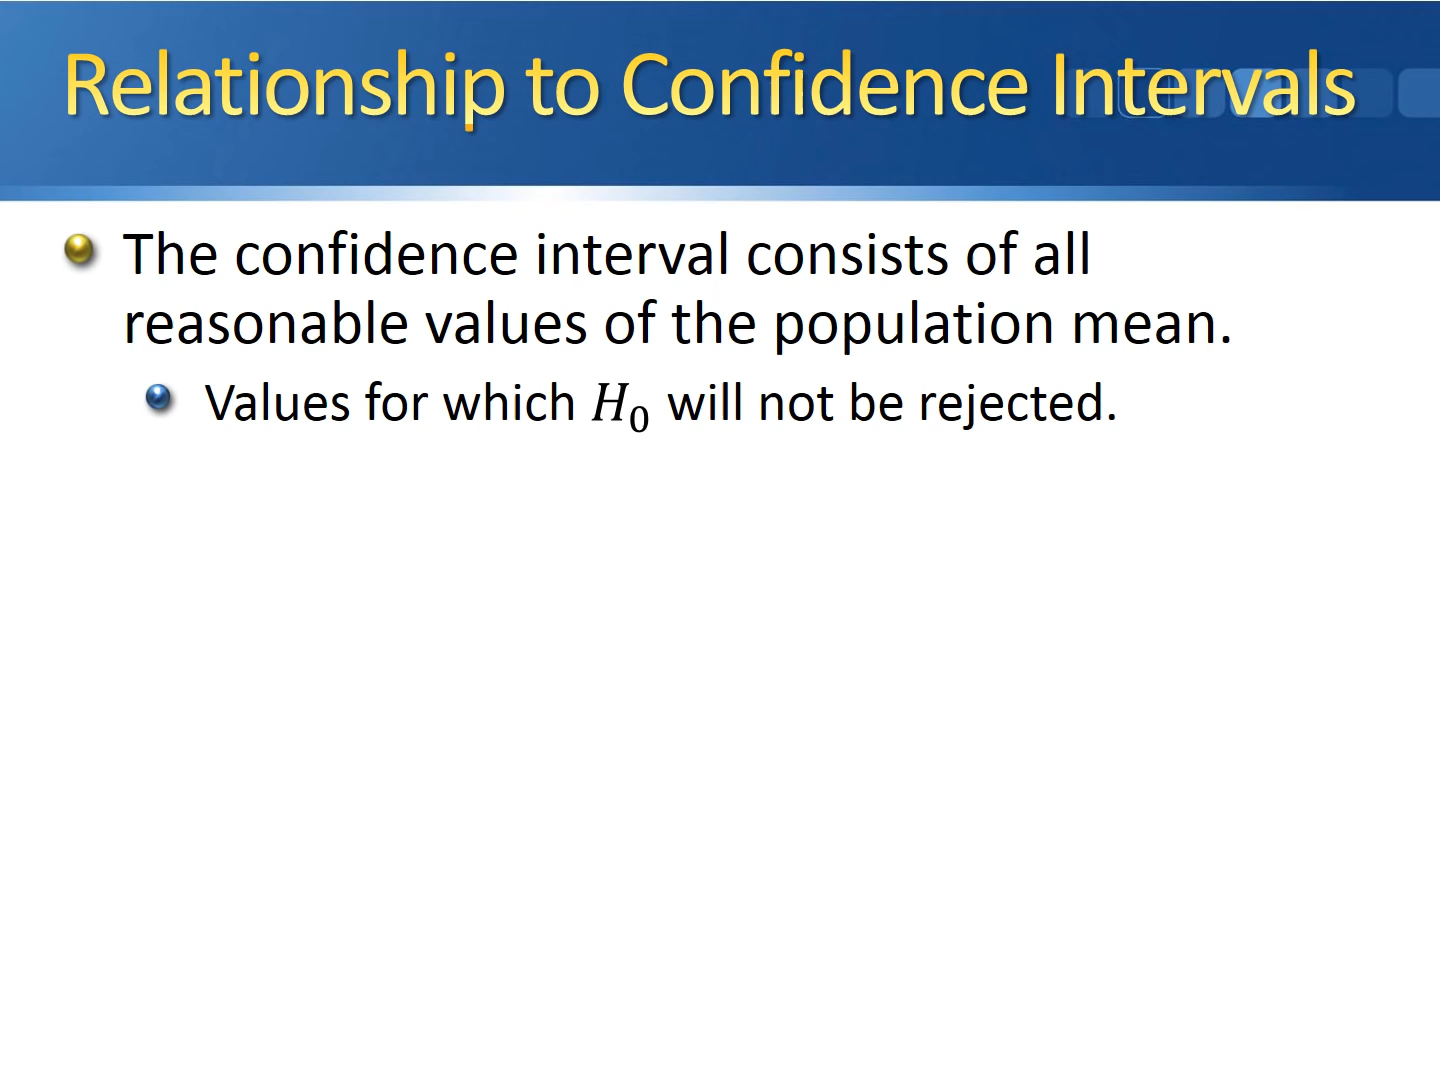 Relationship to Confidence Intervals
The confidence interval consists of all
reasonable values of the population mean.
Values for which H₀ will not be rejected.